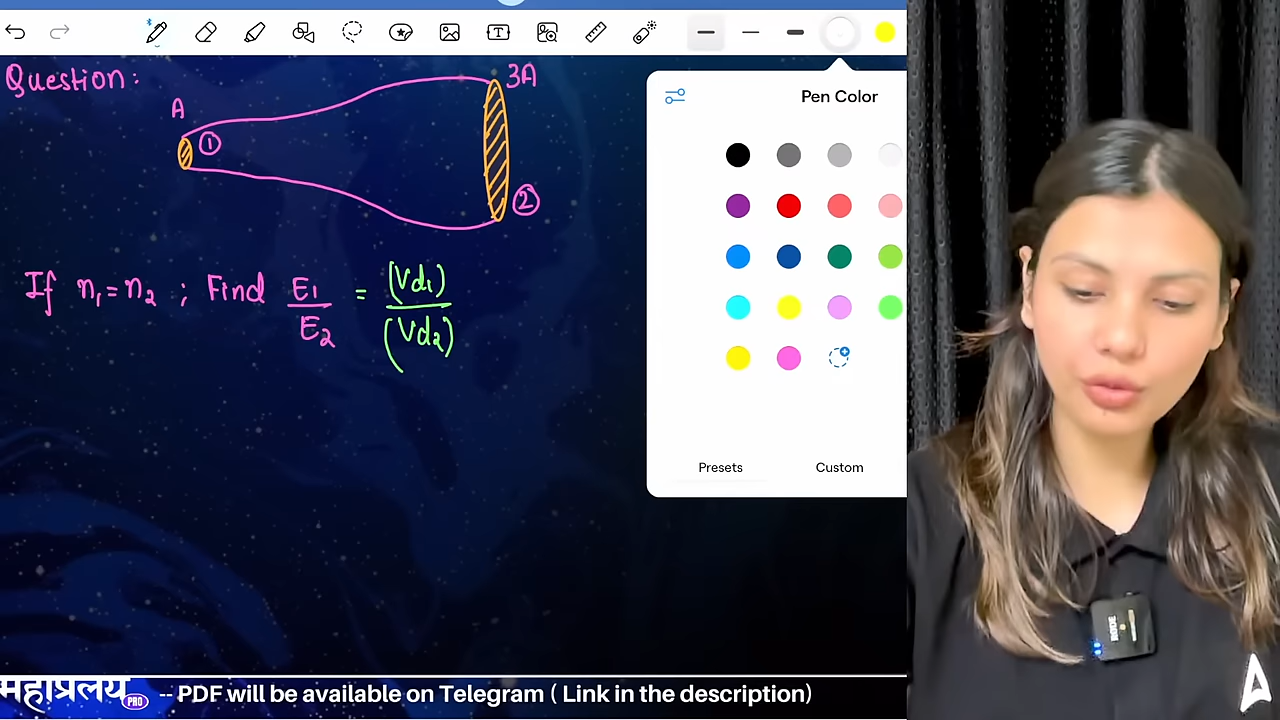 Question:
A
3A
①
②
If n₁=n₂ ; Find E₁/E₂ = (Vd₁)/(Vd₂)
Pen Color
Presets
Custom
RODE
महाप्रलय PRO -- PDF will be available on Telegram ( Link in the description)